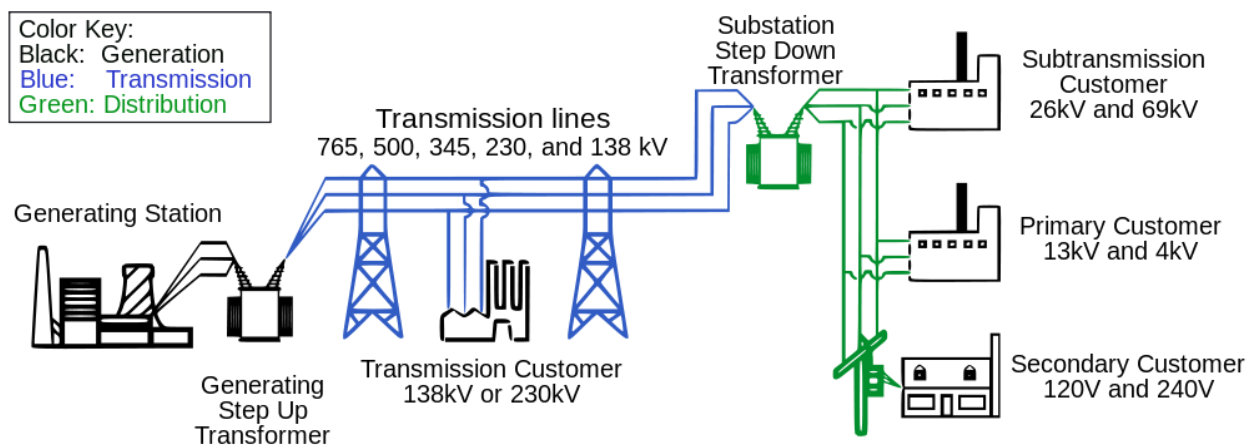 Color Key:
Black: Generation
Blue: Transmission
Green: Distribution
Substation
Step Down
Transformer
Subtransmission
Customer
26kV and 69kV
Transmission lines
765, 500, 345, 230, and 138 kV
Generating Station
Primary Customer
13kV and 4kV
Transmission Customer
138kV or 230kV
Generating
Step Up
Transformer
Secondary Customer
120V and 240V